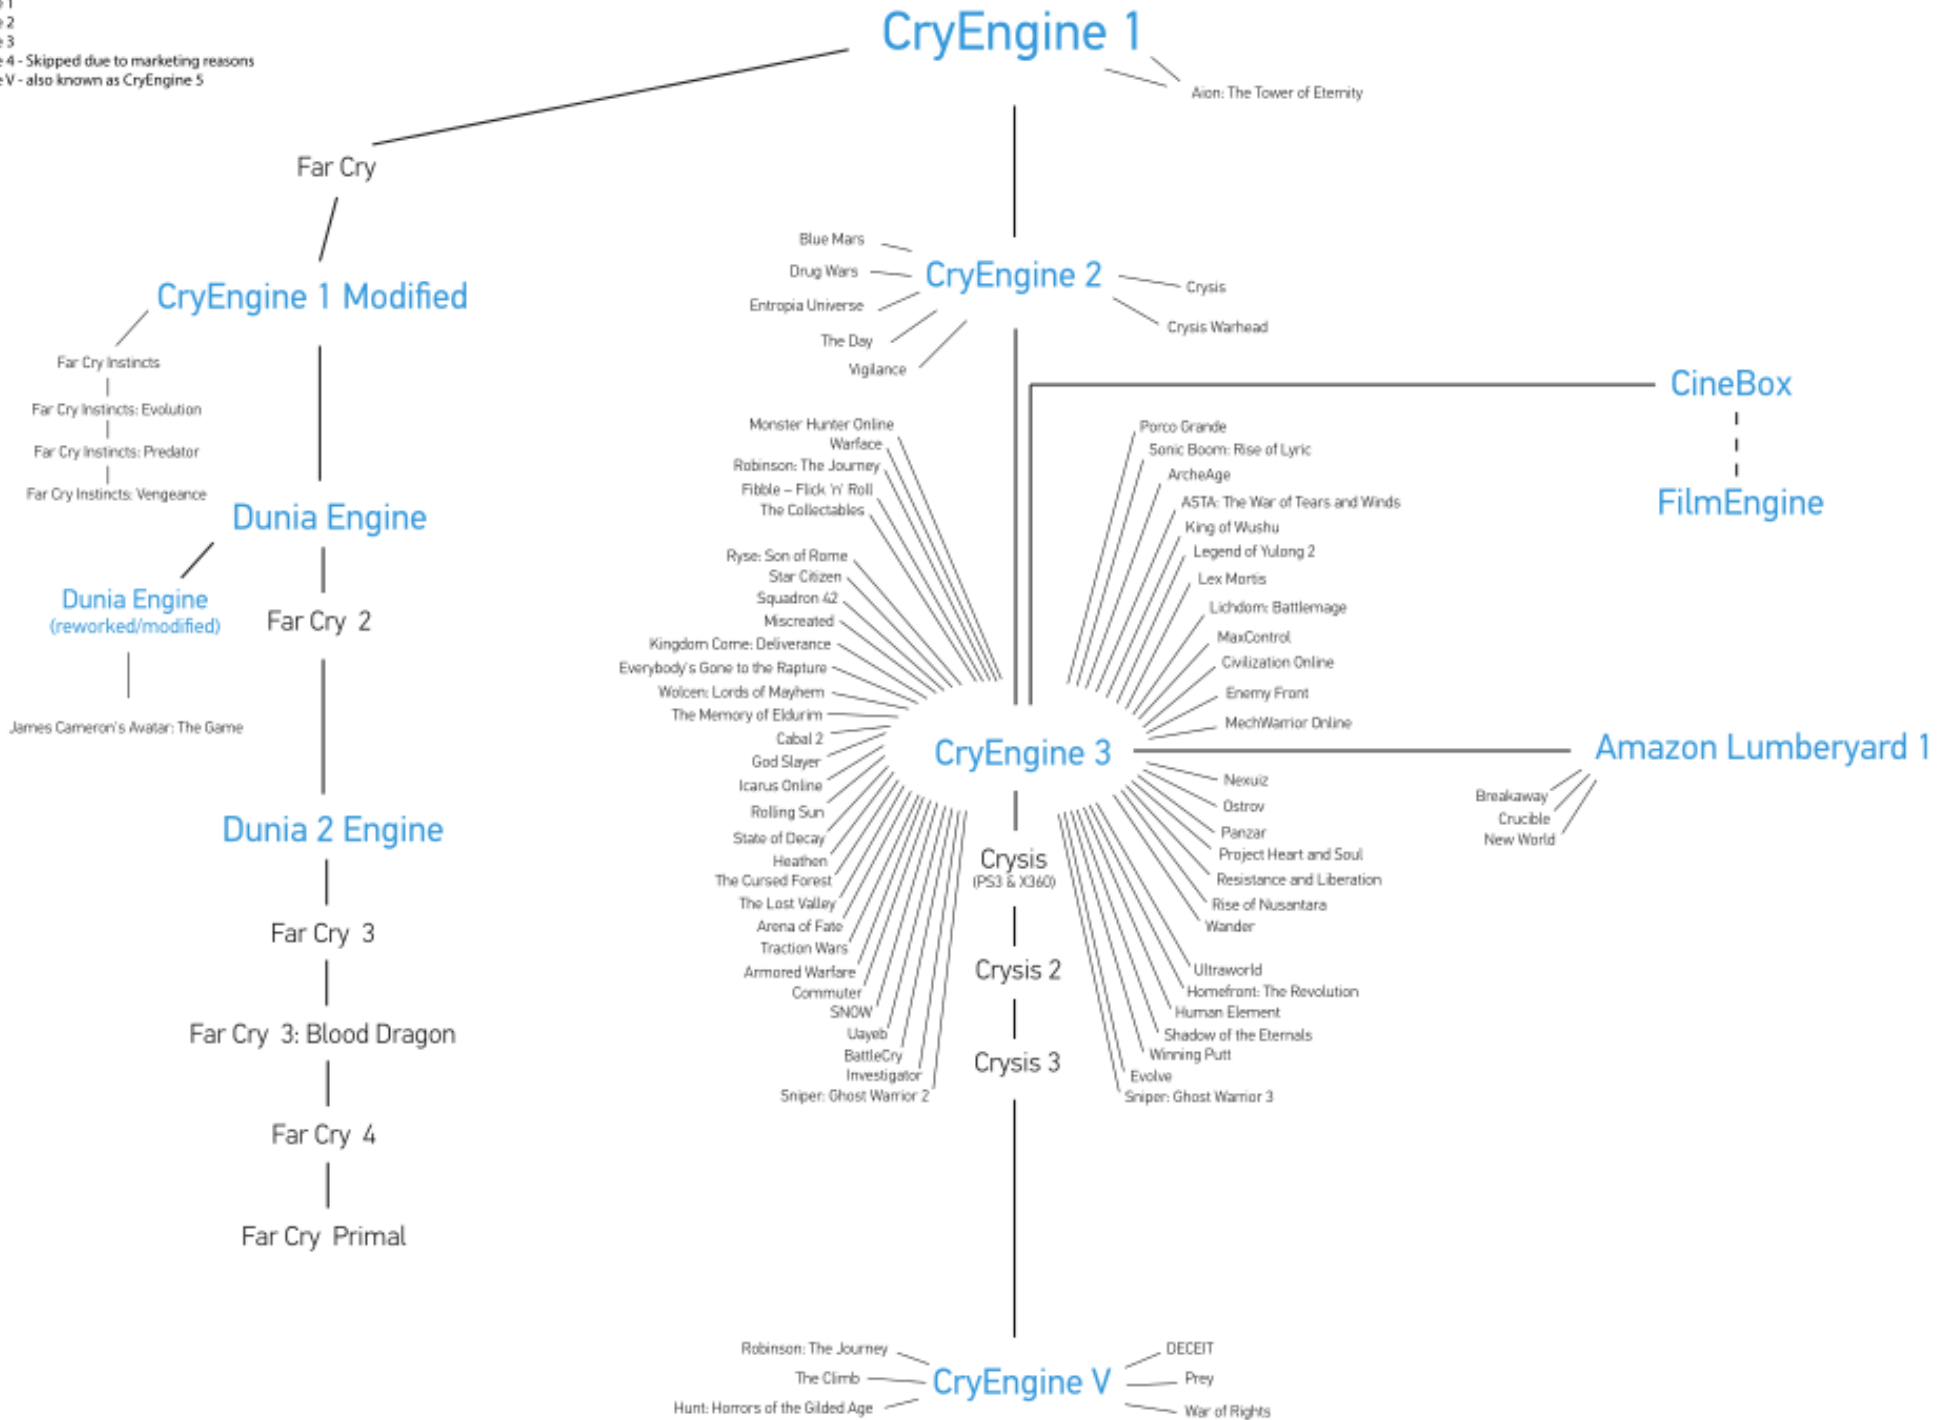 1
2
3
4 - Skipped due to marketing reasons
V - also known as CryEngine 5
CryEngine 1
Aion: The Tower of Eternity
Far Cry
CryEngine 1 Modified
Far Cry Instincts
Far Cry Instincts: Evolution
Far Cry Instincts: Predator
Far Cry Instincts: Vengeance
Dunia Engine
Dunia Engine
(reworked/modified)
James Cameron's Avatar: The Game
Far Cry 2
Dunia 2 Engine
Far Cry 3
Far Cry 3: Blood Dragon
Far Cry 4
Far Cry Primal
CryEngine 2
Blue Mars
Drug Wars
Entropia Universe
The Day
Vigilance
Crysis
Crysis Warhead
CineBox
FilmEngine
Monster Hunter Online
Warface
Robinson: The Journey
Fibble – Flick 'n' Roll
The Collectables
Ryse: Son of Rome
Star Citizen
Squadron 42
Miscreated
Kingdom Come: Deliverance
Everybody's Gone to the Rapture
Wolcen: Lords of Mayhem
The Memory of Eldurim
Cabal 2
God Slayer
Icarus Online
Rolling Sun
State of Decay
Heathen
The Cursed Forest
The Lost Valley
Arena of Fate
Traction Wars
Armored Warfare
Commuter
SNOW
Uayeb
BattleCry
Investigator
Sniper: Ghost Warrior 2
Porco Grande
Sonic Boom: Rise of Lyric
ArcheAge
ASTA: The War of Tears and Winds
King of Wushu
Legend of Yulong 2
Lex Mortis
Lichdom: Battlemage
MaxControl
Civilization Online
Enemy Front
MechWarrior Online
CryEngine 3
Nexuiz
Ostrov
Panzar
Project Heart and Soul
Resistance and Liberation
Rise of Nusantara
Wander
Ultraworld
Homefront: The Revolution
Human Element
Shadow of the Eternals
Winning Putt
Evolve
Sniper: Ghost Warrior 3
Amazon Lumberyard 1
Breakaway
Crucible
New World
Crysis
(PS3 & X360)
Crysis 2
Crysis 3
CryEngine V
Robinson: The Journey
The Climb
Hunt: Horrors of the Gilded Age
DECEIT
Prey
War of Rights